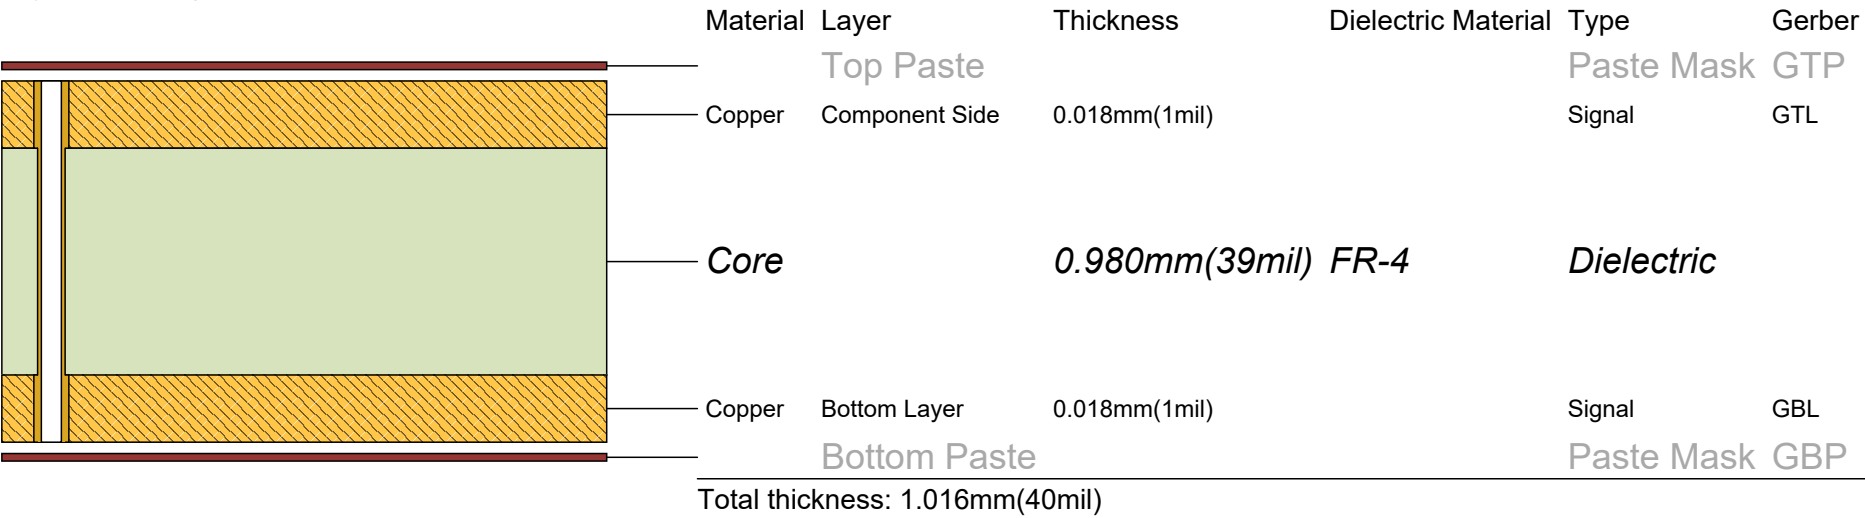 Material Layer Thickness Dielectric Material Type Gerber
Top Paste Paste Mask GTP
Copper Component Side 0.018mm(1mil) Signal GTL
Core 0.980mm(39mil) FR-4 Dielectric
Copper Bottom Layer 0.018mm(1mil) Signal GBL
Bottom Paste Paste Mask GBP
Total thickness: 1.016mm(40mil)